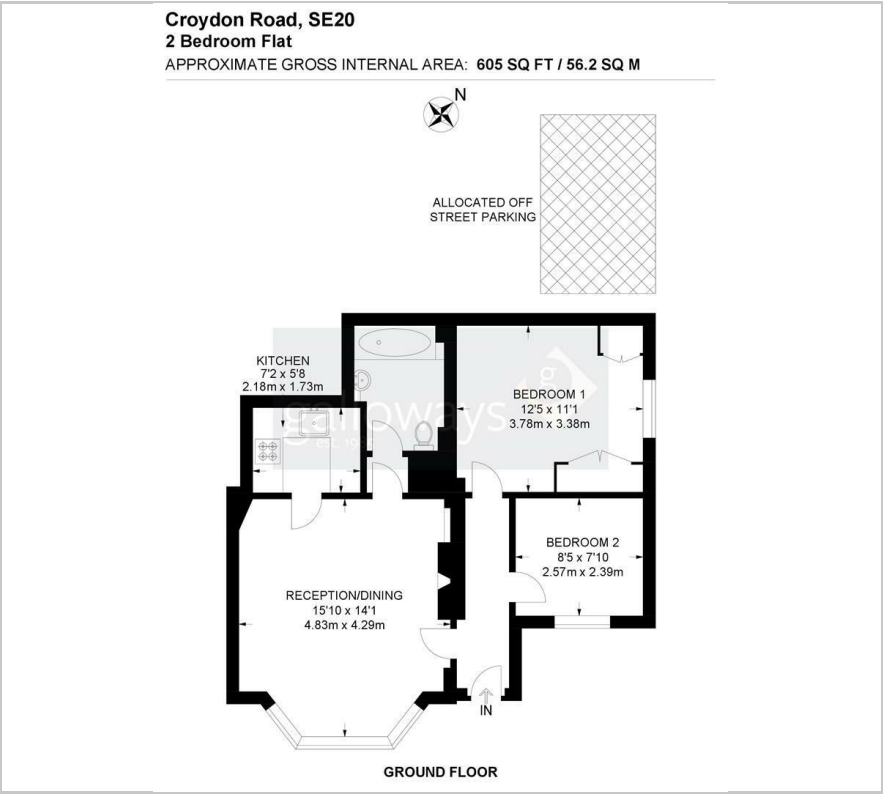 Croydon Road, SE20
2 Bedroom Flat
APPROXIMATE GROSS INTERNAL AREA: 605 SQ FT / 56.2 SQ M
N
ALLOCATED OFF
STREET PARKING
KITCHEN
7'2 x 5'8
2.18m x 1.73m
BEDROOM 1
12'5 x 11'1
3.78m x 3.38m
galloways
BEDROOM 2
8'5 x 7'10
2.57m x 2.39m
RECEPTION/DINING
15'10 x 14'1
4.83m x 4.29m
IN
GROUND FLOOR